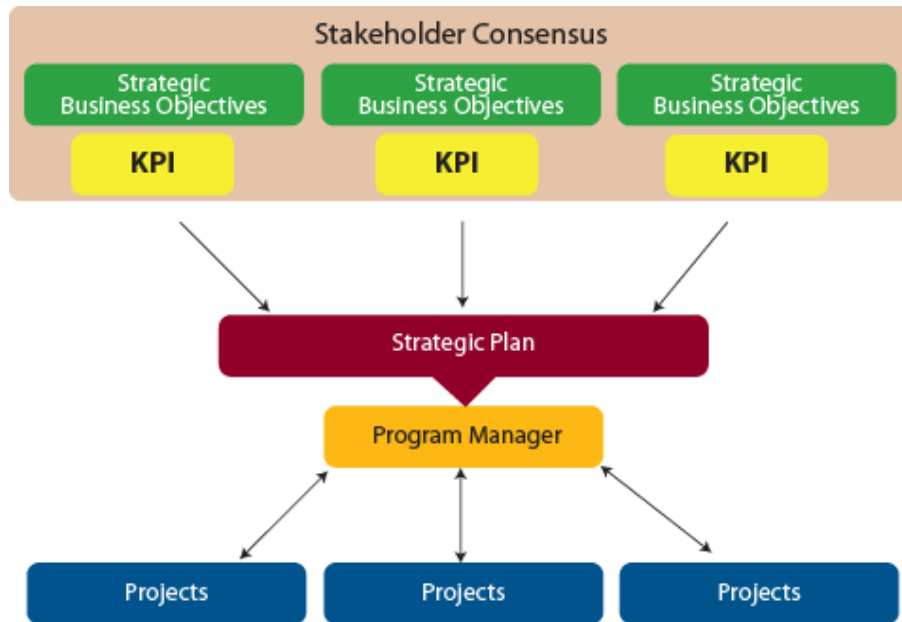 Stakeholder Consensus
Strategic
Business Objectives
Strategic
Business Objectives
Strategic
Business Objectives
KPI
KPI
KPI
Strategic Plan
Program Manager
Projects
Projects
Projects